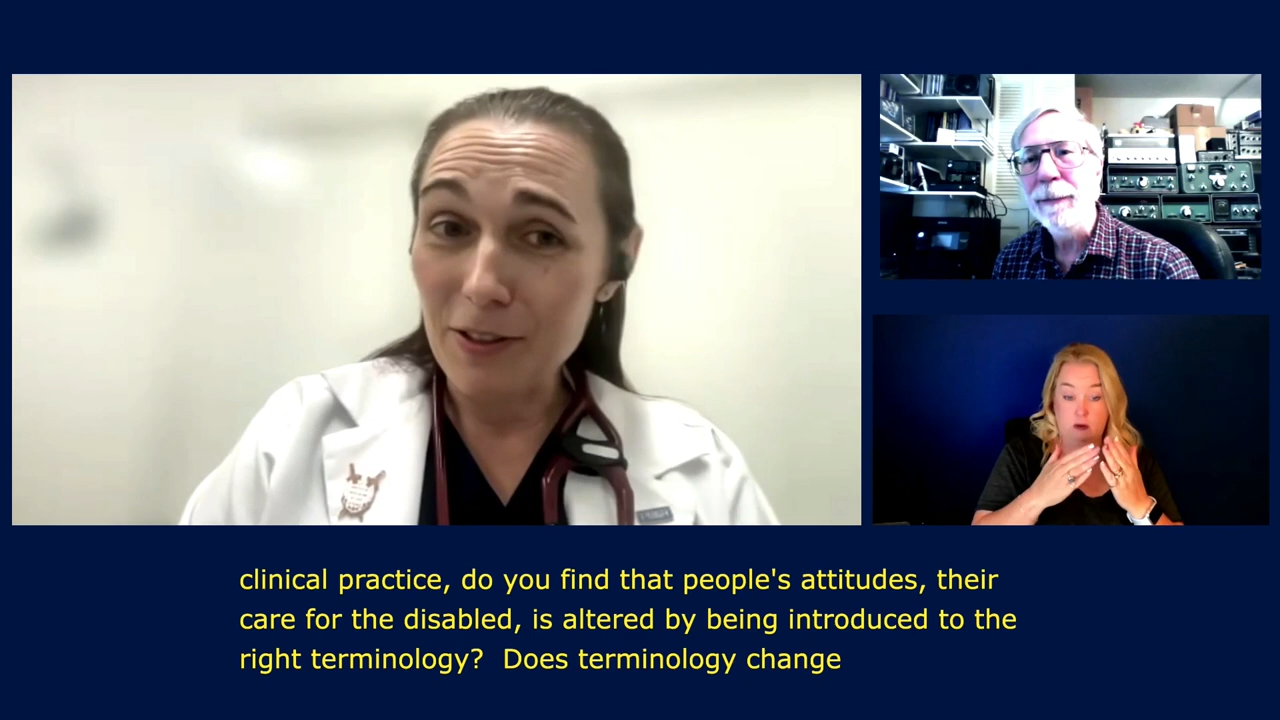 clinical practice, do you find that people's attitudes, their
care for the disabled, is altered by being introduced to the
right terminology?  Does terminology change